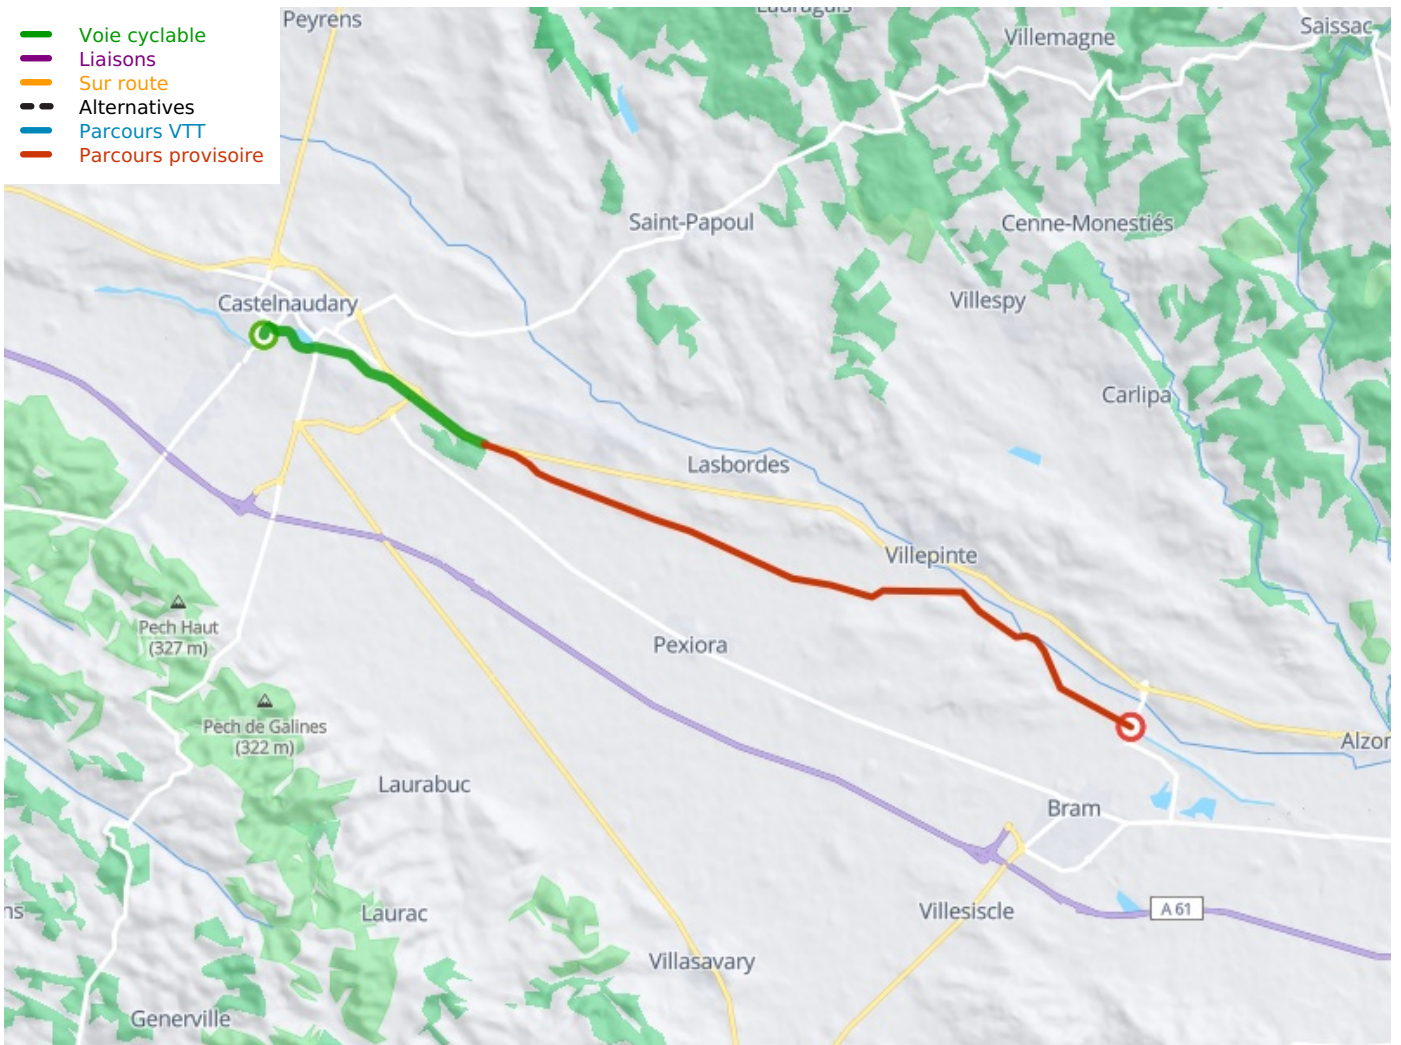 Voie cyclable
Liaisons
Sur route
Alternatives
Parcours VTT
Parcours provisoire
Peyrens
Villemagne
Saissac
Saint-Papoul
Cenne-Monestiés
Castelnaudary
Villespy
Carlipa
Lasbordes
Villepinte
Pech Haut
(327 m)
Pexiora
Pech de Galines
(322 m)
Alzon
Laurabuc
Bram
A 61
Laurac
Villesiscle
Villasavary
Generville